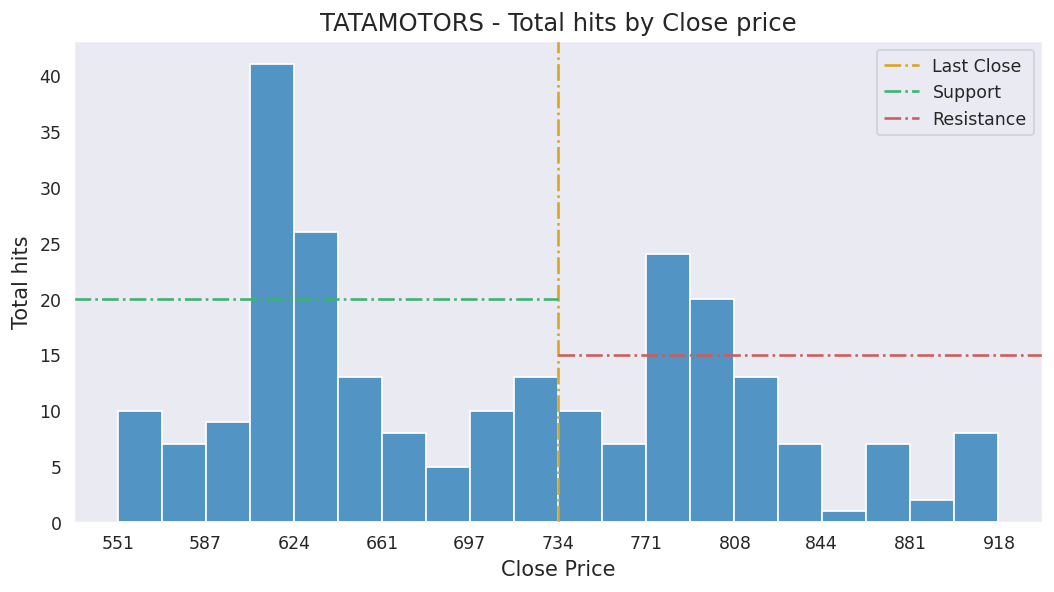 TATAMOTORS - Total hits by Close price
Last Close
Support
Resistance
Total hits
40
35
30
25
20
15
10
5
0
551 587 624 661 697 734 771 808 844 881 918
Close Price